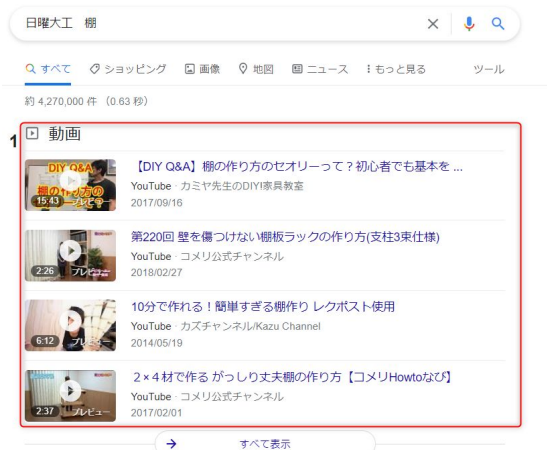 日曜大工 棚
すべて ショッピング 画像 地図 ニュース もっと見る ツール
約 4,270,000 件 （0.63 秒）
1 動画
DIY Q&A
棚の作り方の
15:43 プレビュー
【DIY Q&A】棚の作り方のセオリーって？初心者でも基本を ...
YouTube · カミヤ先生のDIY!家具教室
2017/09/16
2:26 プレビュー
第220回 壁を傷つけない棚板ラックの作り方(支柱3束仕様)
YouTube · コメリ公式チャンネル
2018/02/27
6:12 プレビュー
10分で作れる！簡単すぎる棚作り レクポスト使用
YouTube · カズチャンネル/Kazu Channel
2014/05/19
2:37 プレビュー
２×４材で作る がっしり丈夫棚の作り方【コメリHowtoなび】
YouTube · コメリ公式チャンネル
2017/02/01
すべて表示